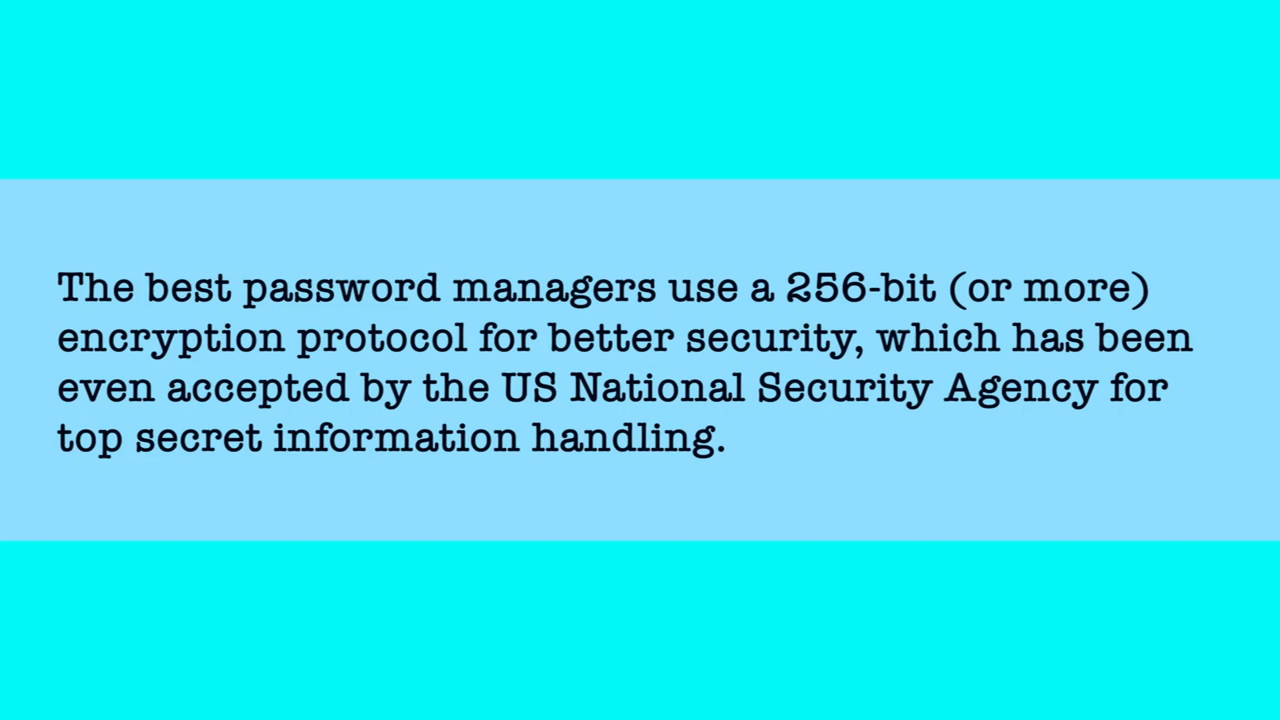 The best password managers use a 256-bit (or more)
encryption protocol for better security, which has been
even accepted by the US National Security Agency for
top secret information handling.